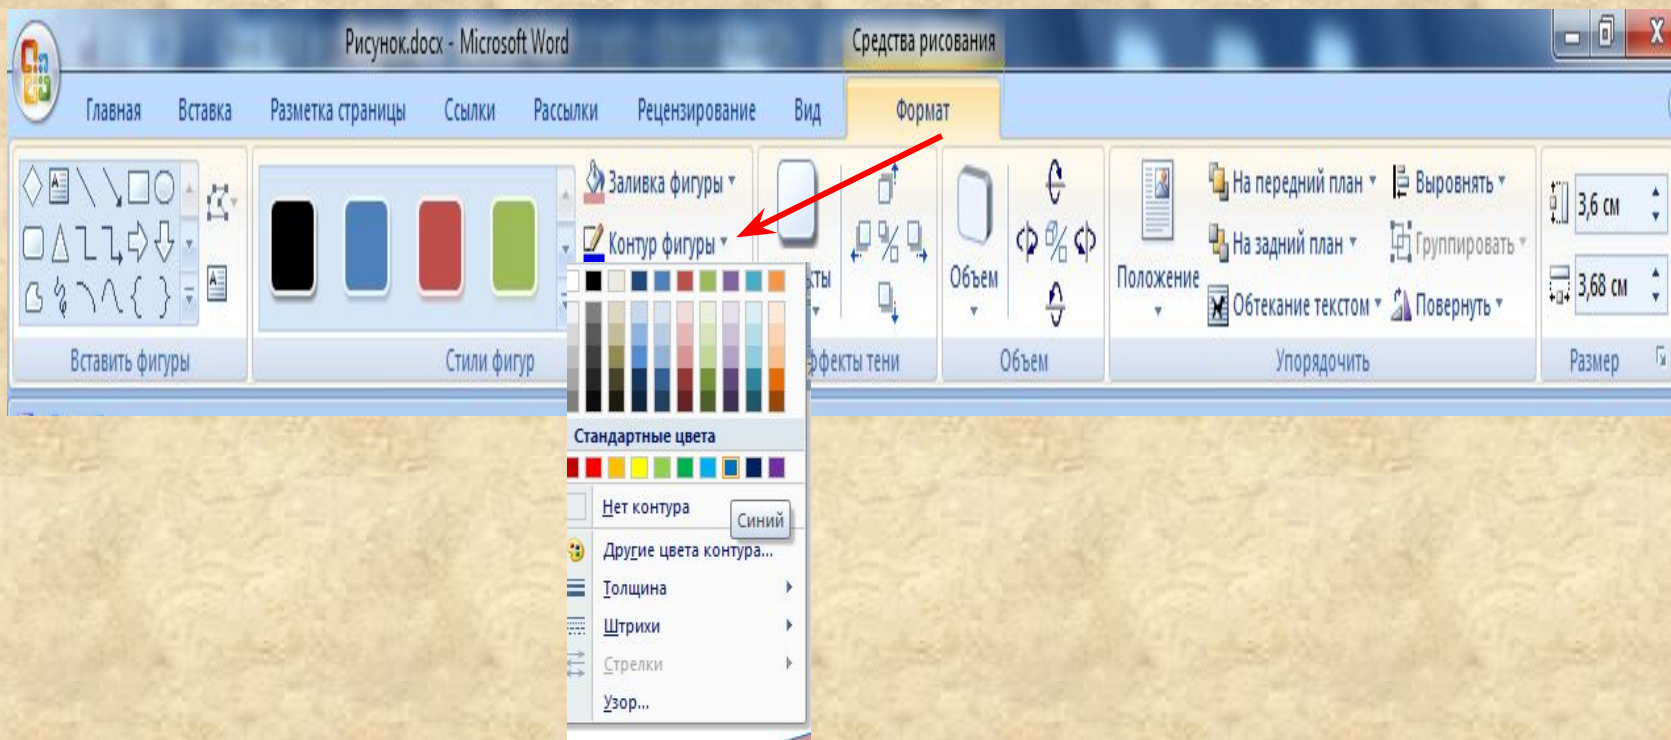 Рисунок.docx - Microsoft Word
Средства рисования
Главная Вставка Разметка страницы Ссылки Рассылки Рецензирование Вид Формат
Заливка фигуры
Контур фигуры
Объем
Положение
На передний план
На задний план
Обтекание текстом
Выровнять
Группировать
Повернуть
3,6 см
3,68 см
Вставить фигуры
Стили фигур
тени
Объем
Упорядочить
Размер
Стандартные цвета
Нет контура
Синий
Другие цвета контура...
Толщина
Штрихи
Стрелки
Узор...